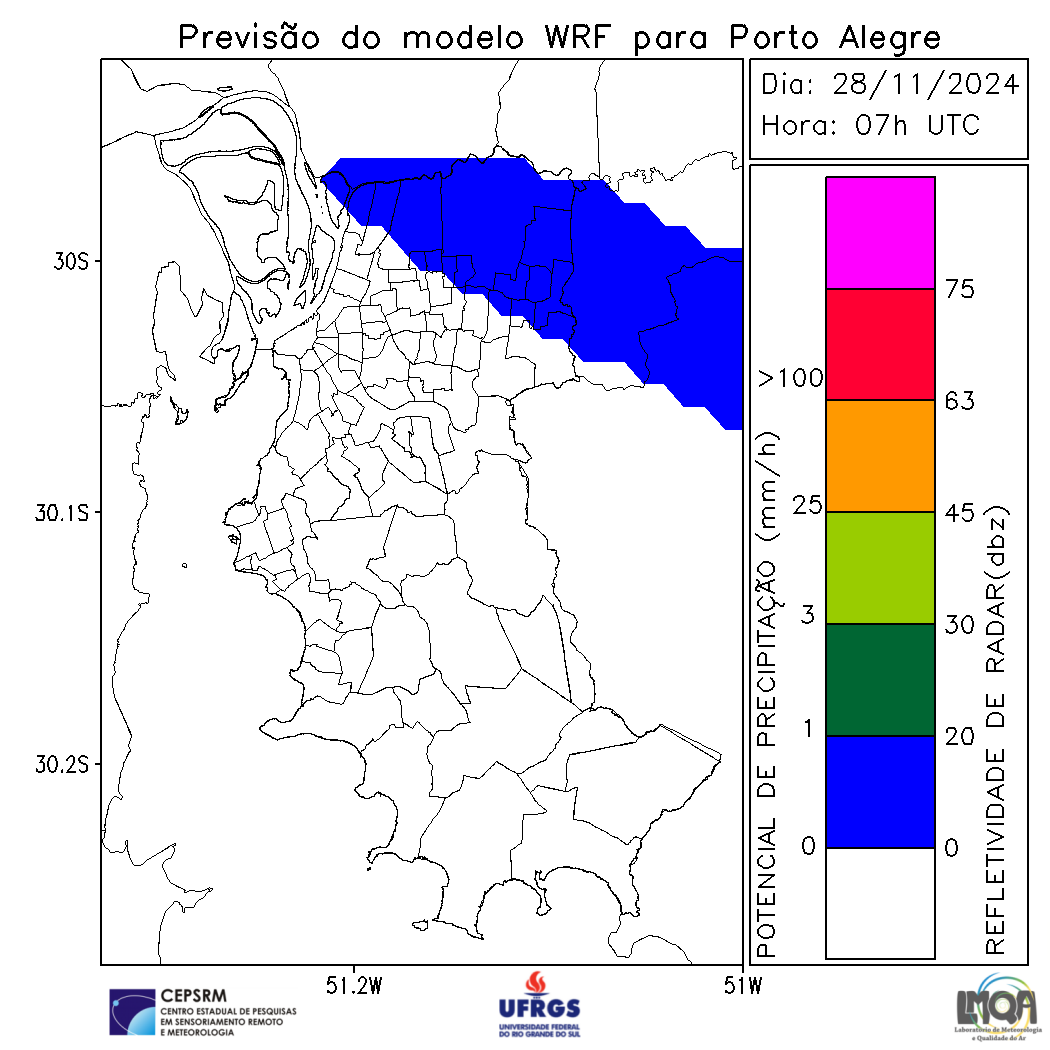 Previsão do modelo WRF para Porto Alegre
Dia: 28/11/2024
Hora: 07h UTC
30S
30.1S
30.2S
51.2W
51W
POTENCIAL DE PRECIPITAÇÃO (mm/h)
>100
25
3
1
0
75
63
45
30
20
0
REFLETIVIDADE DE RADAR(dbz)
CEPSRM
CENTRO ESTADUAL DE PESQUISAS
EM SENSORIAMENTO REMOTO
E METEOROLOGIA
UFRGS
UNIVERSIDADE FEDERAL
DO RIO GRANDE DO SUL
LMQA
Laboratório de Meteorologia
e Qualidade do Ar